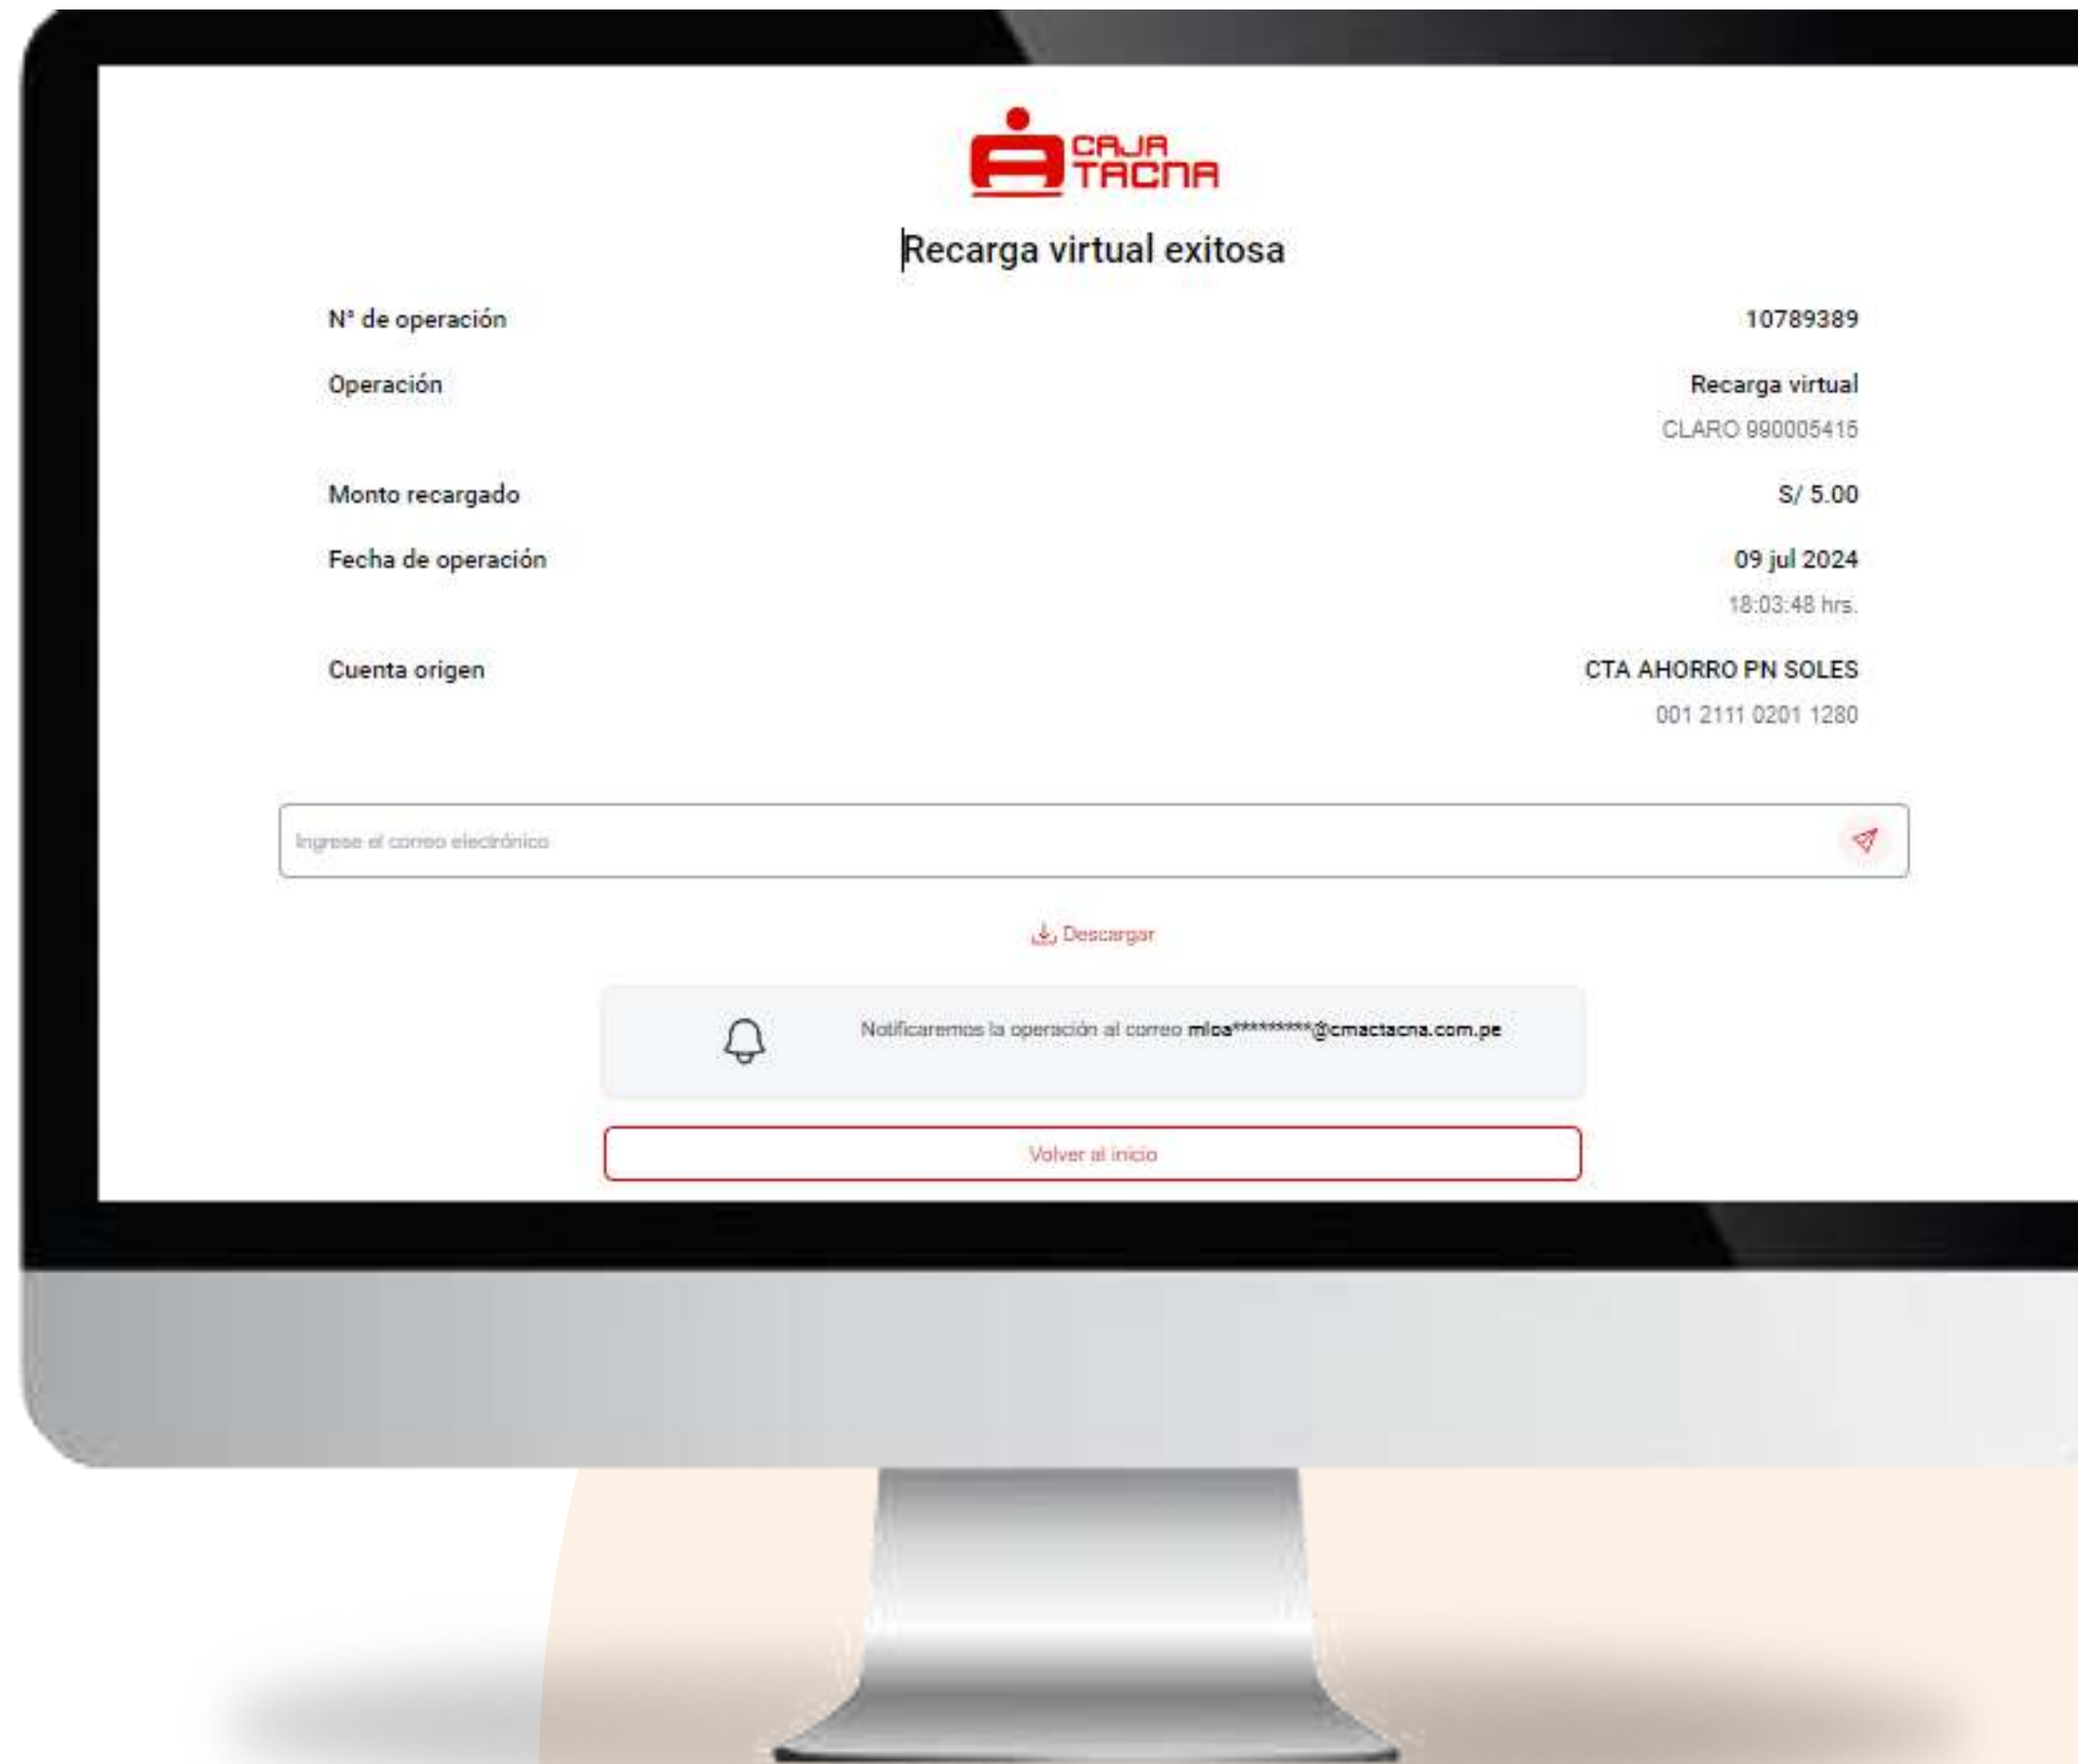 CAJA
TACNA
Recarga virtual exitosa
N° de operación 10789389
Operación Recarga virtual
CLARO 990005415
Monto recargado S/ 5.00
Fecha de operación 09 jul 2024
18:03:48 hrs.
Cuenta origen CTA AHORRO PN SOLES
001 2111 0201 1280
Ingrese el correo electrónico
Descargar
Notificaremos la operación al correo mloa*********@cmactacna.com.pe
Volver al inicio